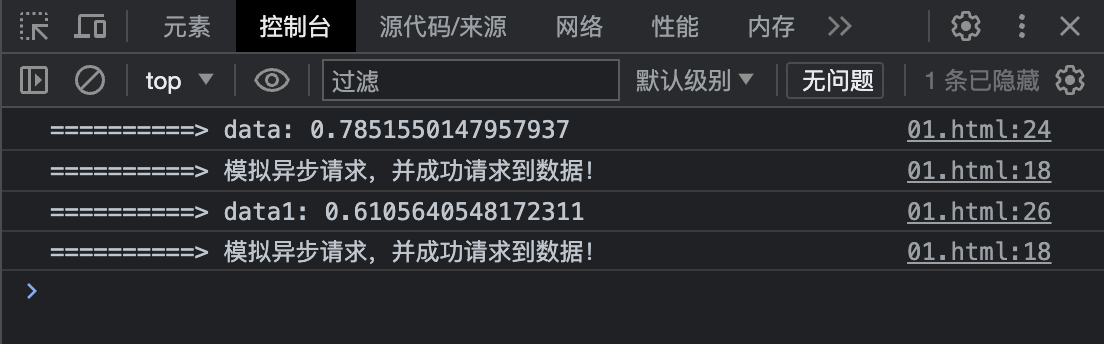 元素 控制台 源代码/来源 网络 性能 内存 >>
top 过滤 默认级别 无问题 1 条已隐藏
==========> data: 0.7851550147957937 01.html:24
==========> 模拟异步请求，并成功请求到数据！ 01.html:18
==========> data1: 0.6105640548172311 01.html:26
==========> 模拟异步请求，并成功请求到数据！ 01.html:18